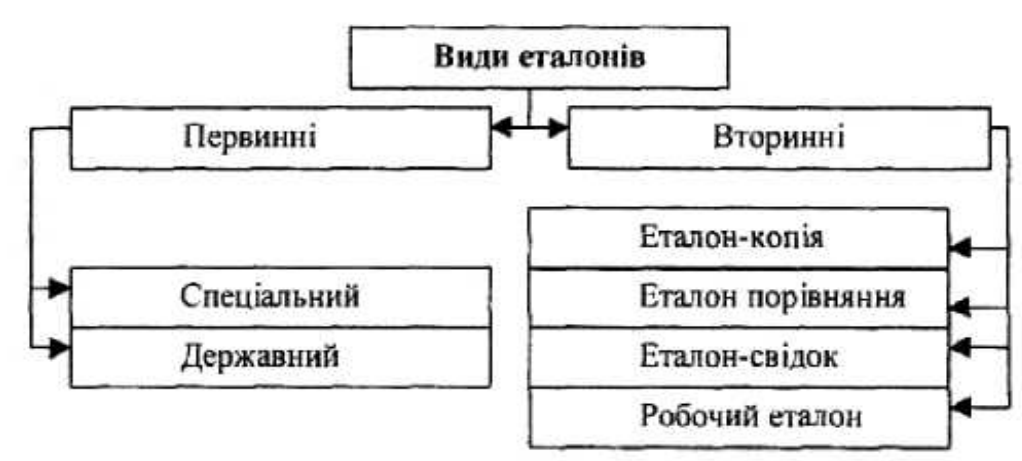 Види еталонів
Первинні
Вторинні
Спеціальний
Державний
Еталон-копія
Еталон порівняння
Еталон-свідок
Робочий еталон